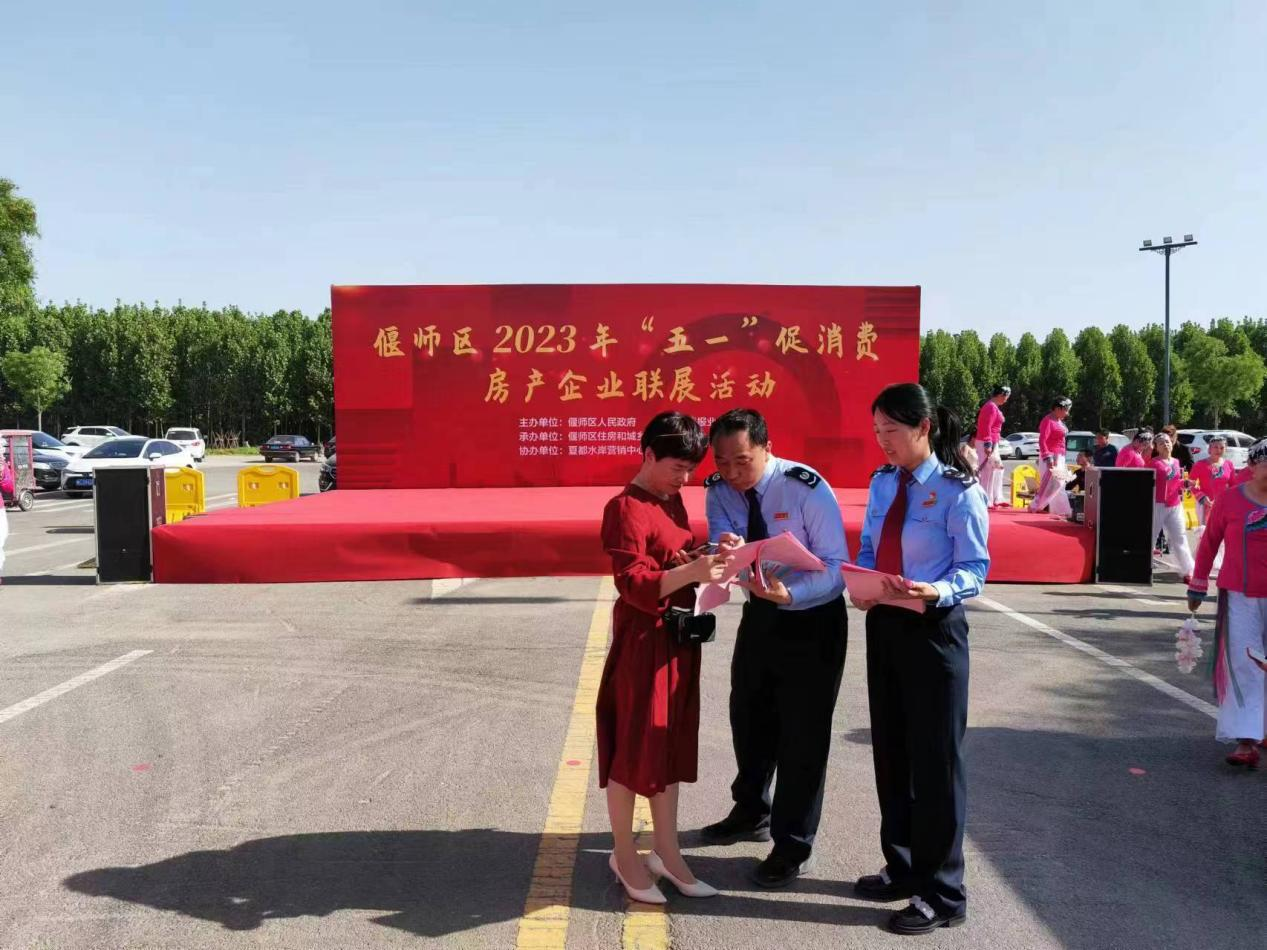 偃师区2023年“五一”促消费
房产企业联展活动
主办单位：偃师区人民政府 报业
承办单位：偃师区住房和城乡
协办单位：夏都水岸营销中心